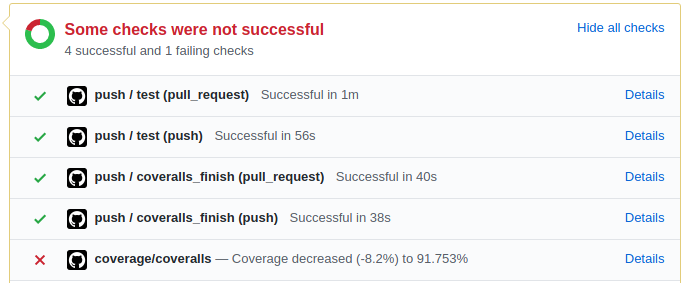 Some checks were not successful Hide all checks
4 successful and 1 failing checks
push / test (pull_request) Successful in 1m Details
push / test (push) Successful in 56s Details
push / coveralls_finish (pull_request) Successful in 40s Details
push / coveralls_finish (push) Successful in 38s Details
coverage/coveralls — Coverage decreased (-8.2%) to 91.753% Details